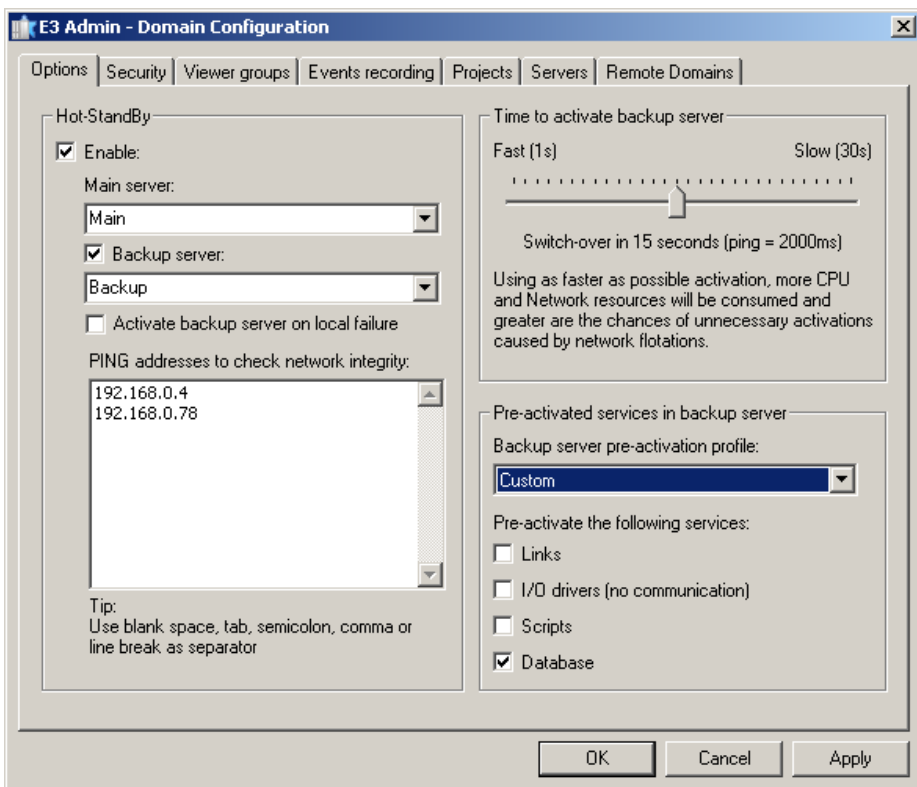 E3 Admin - Domain Configuration
Options Security Viewer groups Events recording Projects Servers Remote Domains
Hot-StandBy
Enable:
Main server:
Main
Backup server:
Backup
Activate backup server on local failure
PING addresses to check network integrity:
192.168.0.4
192.168.0.78
Tip:
Use blank space, tab, semicolon, comma or
line break as separator
Time to activate backup server
Fast (1s) Slow (30s)
Switch-over in 15 seconds (ping = 2000ms)
Using as faster as possible activation, more CPU
and Network resources will be consumed and
greater are the chances of unnecessary activations
caused by network flotations.
Pre-activated services in backup server
Backup server pre-activation profile:
Custom
Pre-activate the following services:
Links
I/O drivers (no communication)
Scripts
Database
OK Cancel Apply